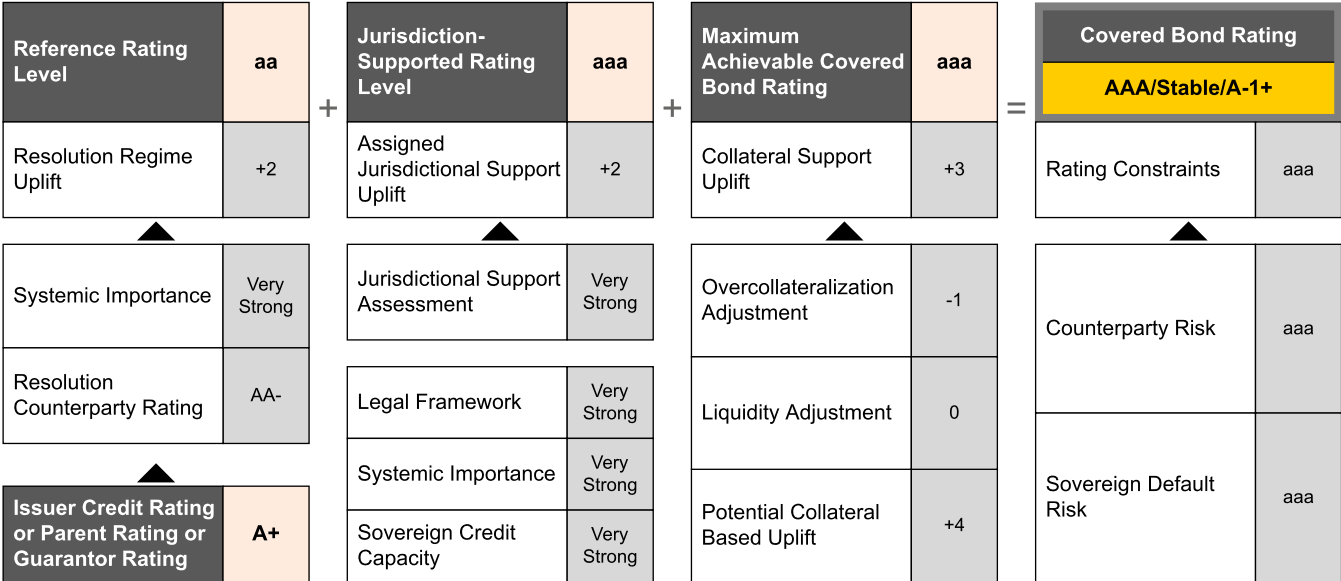 Reference Rating
Level
aa
Resolution Regime
Uplift
+2
Systemic Importance
Very
Strong
Resolution
Counterparty Rating
AA-
Issuer Credit Rating
or Parent Rating or
Guarantor Rating
A+
+
Jurisdiction-
Supported Rating
Level
aaa
Assigned
Jurisdictional Support
Uplift
+2
Jurisdictional Support
Assessment
Very
Strong
Legal Framework
Very
Strong
Systemic Importance
Very
Strong
Sovereign Credit
Capacity
Very
Strong
+
Maximum
Achievable Covered
Bond Rating
aaa
Collateral Support
Uplift
+3
Overcollateralization
Adjustment
-1
Liquidity Adjustment
0
Potential Collateral
Based Uplift
+4
=
Covered Bond Rating
AAA/Stable/A-1+
Rating Constraints
aaa
Counterparty Risk
aaa
Sovereign Default
Risk
aaa